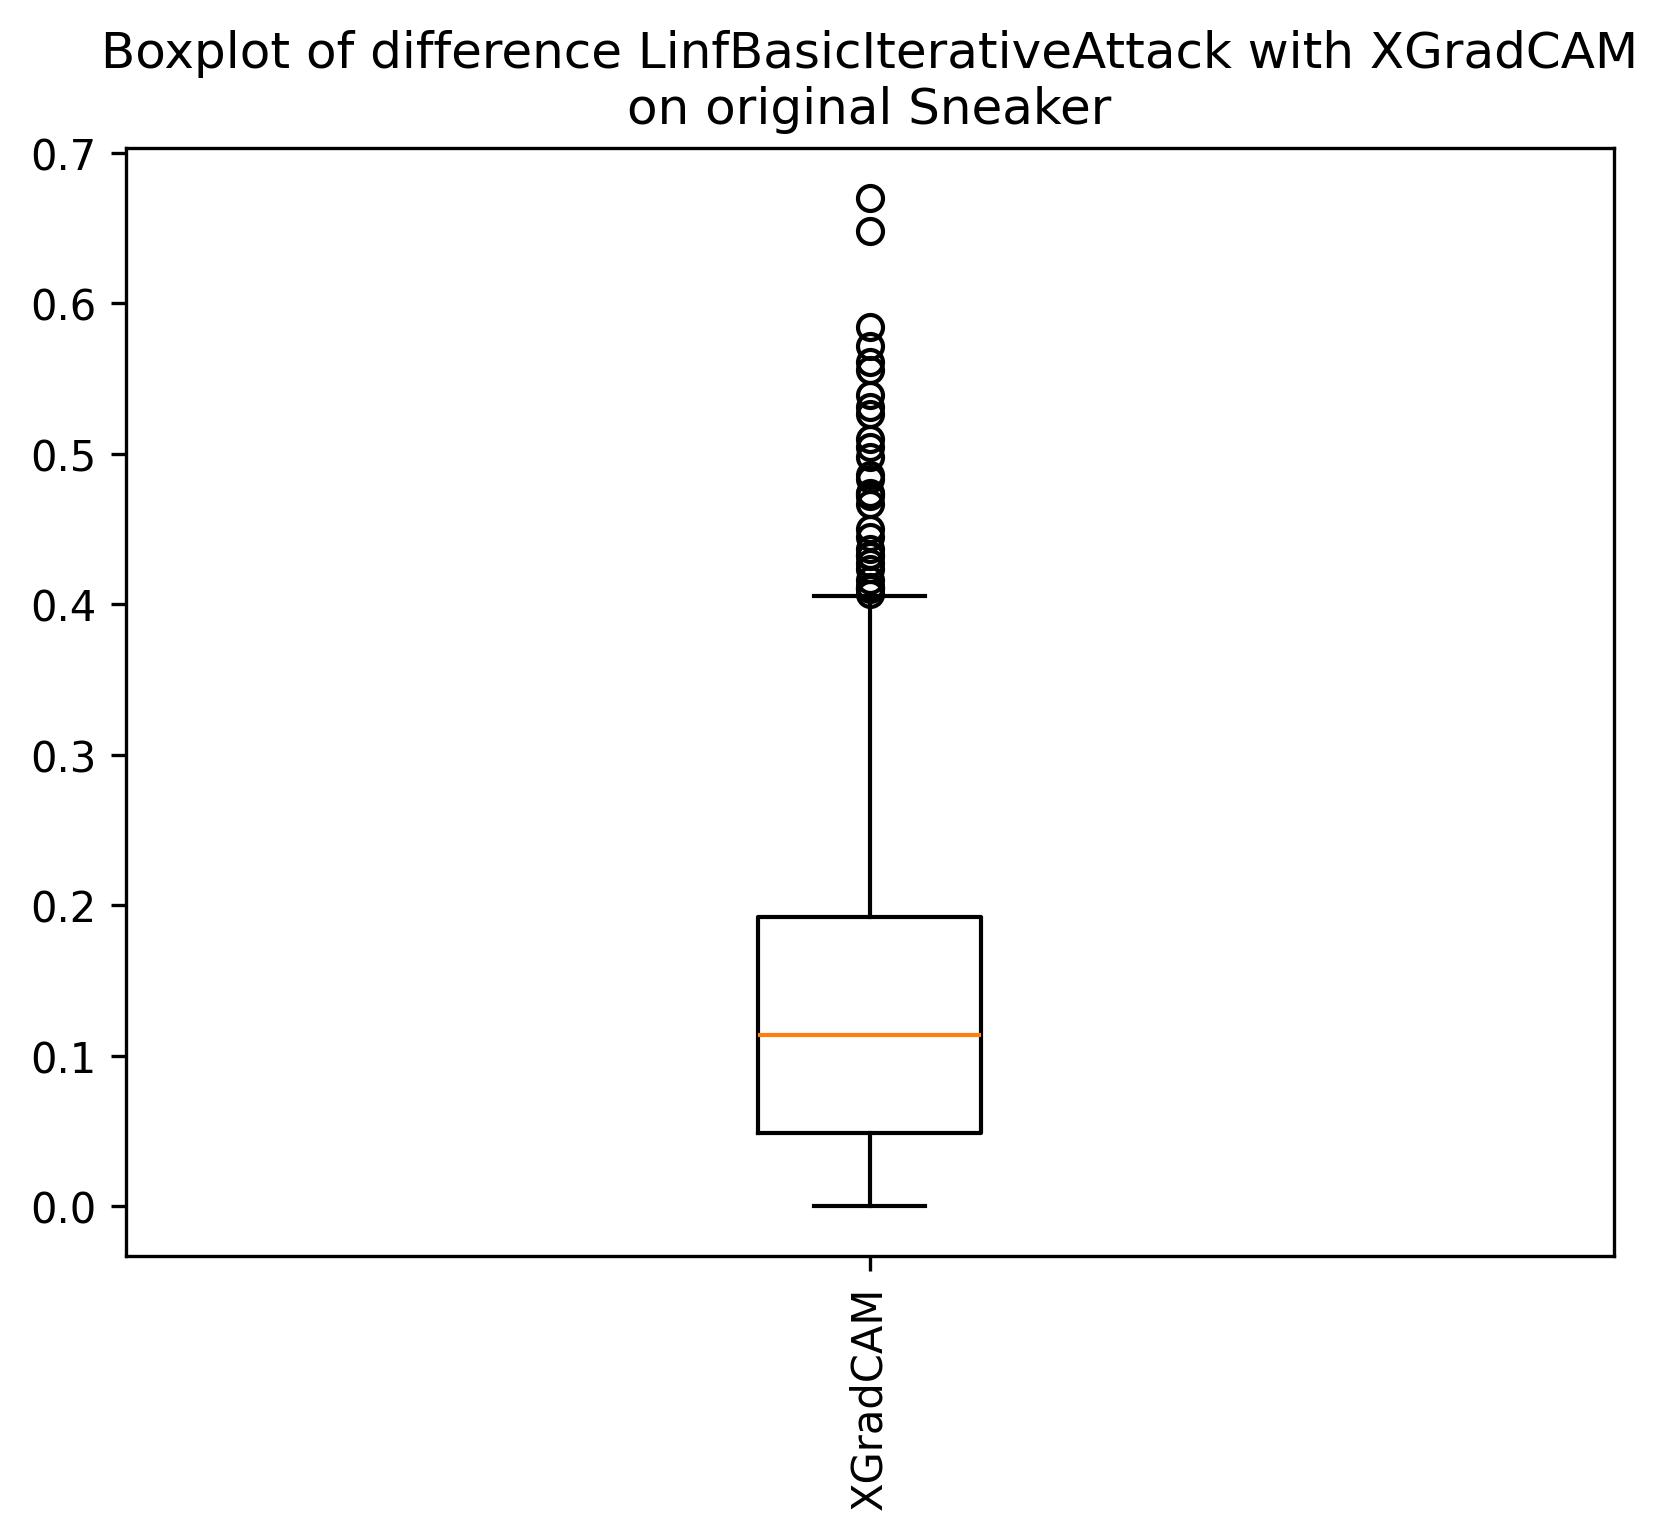 Boxplot of difference LinfBasicIterativeAttack with XGradCAM
on original Sneaker
0.7
0.6
0.5
0.4
0.3
0.2
0.1
0.0
XGradCAM